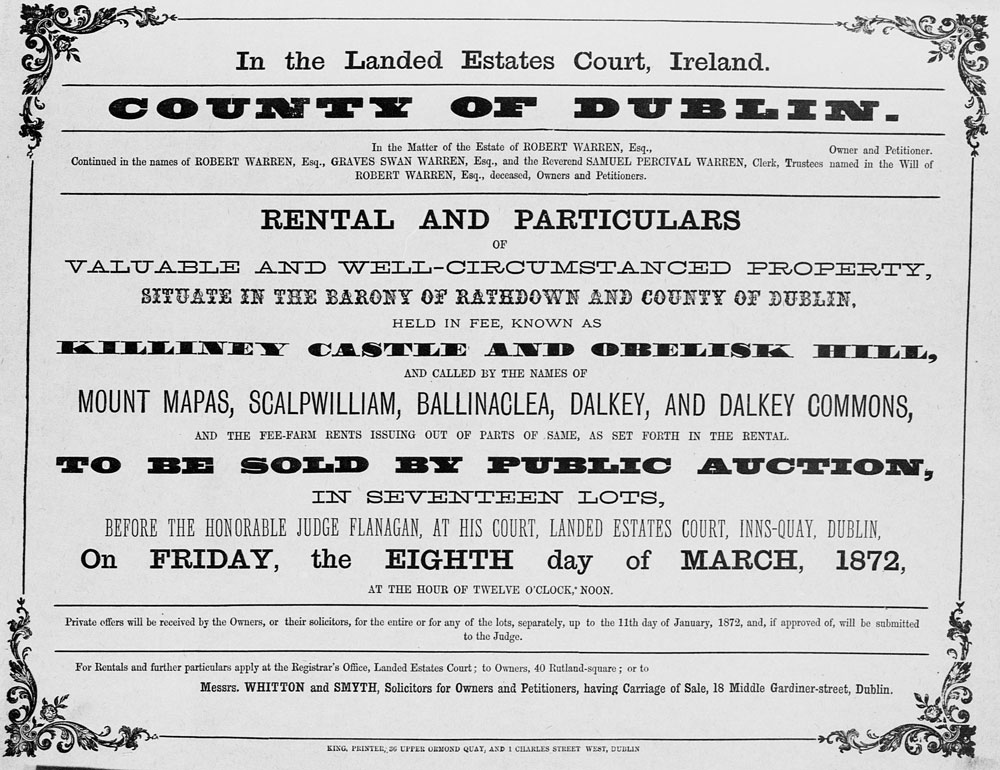 In the Landed Estates Court, Ireland.
COUNTY OF DUBLIN.
In the Matter of the Estate of ROBERT WARREN, Esq., Owner and Petitioner.
Continued in the names of ROBERT WARREN, Esq., GRAVES SWAN WARREN, Esq., and the Reverend SAMUEL PERCIVAL WARREN, Clerk, Trustees named in the Will of
ROBERT WARREN, Esq., deceased, Owners and Petitioners.
RENTAL AND PARTICULARS
OF
VALUABLE AND WELL-CIRCUMSTANCED PROPERTY,
SITUATE IN THE BARONY OF RATHDOWN AND COUNTY OF DUBLIN,
HELD IN FEE, KNOWN AS
KILLINEY CASTLE AND OBELISK HILL,
AND CALLED BY THE NAMES OF
MOUNT MAPAS, SCALPWILLIAM, BALLINACLEA, DALKEY, AND DALKEY COMMONS,
AND THE FEE-FARM RENTS ISSUING OUT OF PARTS OF SAME, AS SET FORTH IN THE RENTAL.
TO BE SOLD BY PUBLIC AUCTION,
IN SEVENTEEN LOTS,
BEFORE THE HONORABLE JUDGE FLANAGAN, AT HIS COURT, LANDED ESTATES COURT, INNS-QUAY, DUBLIN,
On FRIDAY, the EIGHTH day of MARCH, 1872,
AT THE HOUR OF TWELVE O'CLOCK, NOON.
Private offers will be received by the Owners, or their solicitors, for the entire or for any of the lots, separately, up to the 11th day of January, 1872, and, if approved of, will be submitted
to the Judge.
For Rentals and further particulars apply at the Registrar's Office, Landed Estates Court; to Owners, 40 Rutland-square; or to
Messrs. WHITTON and SMYTH, Solicitors for Owners and Petitioners, having Carriage of Sale, 18 Middle Gardiner-street, Dublin.
KING, PRINTER, 36 UPPER ORMOND QUAY, AND 1 CHARLES STREET WEST, DUBLIN